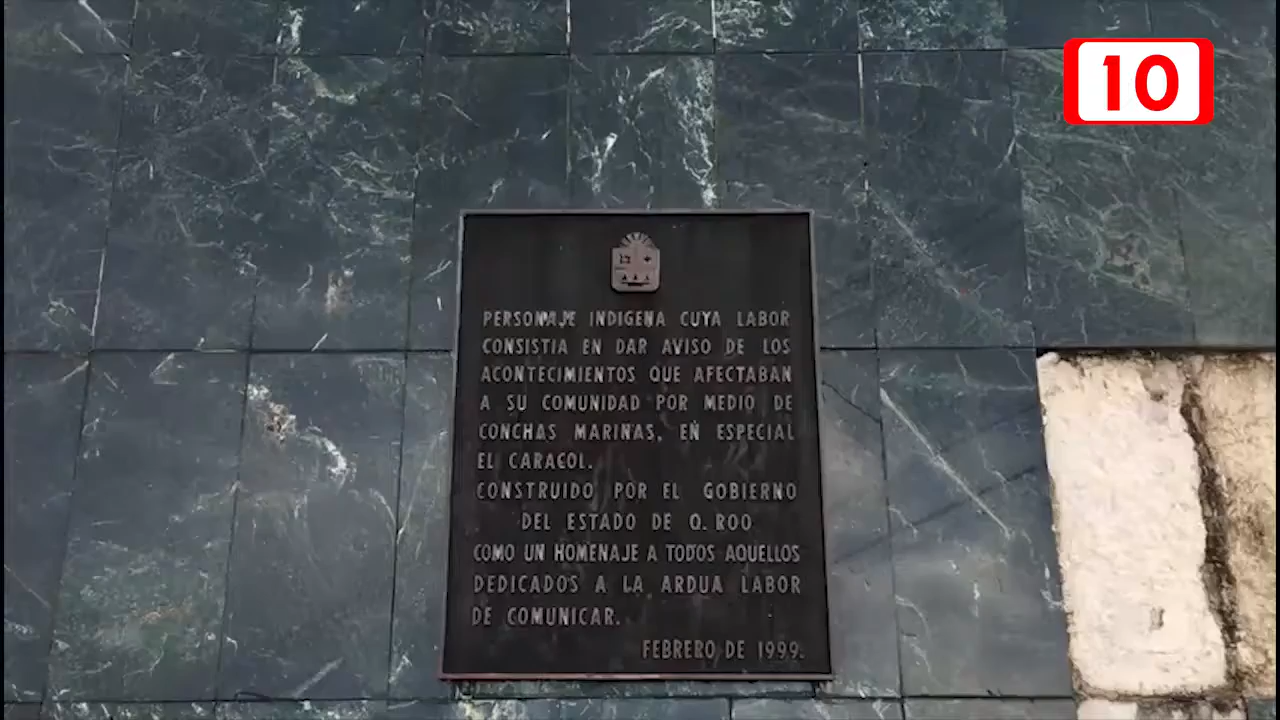 10
PERSONAJE INDIGENA CUYA LABOR
CONSISTIA EN DAR AVISO DE LOS
ACONTECIMIENTOS QUE AFECTABAN
A SU COMUNIDAD POR MEDIO DE
CONCHAS MARINAS, EN ESPECIAL
EL CARACOL.
CONSTRUIDO POR EL GOBIERNO
DEL ESTADO DE Q. ROO
COMO UN HOMENAJE A TODOS AQUELLOS
DEDICADOS A LA ARDUA LABOR
DE COMUNICAR.
FEBRERO DE 1999.